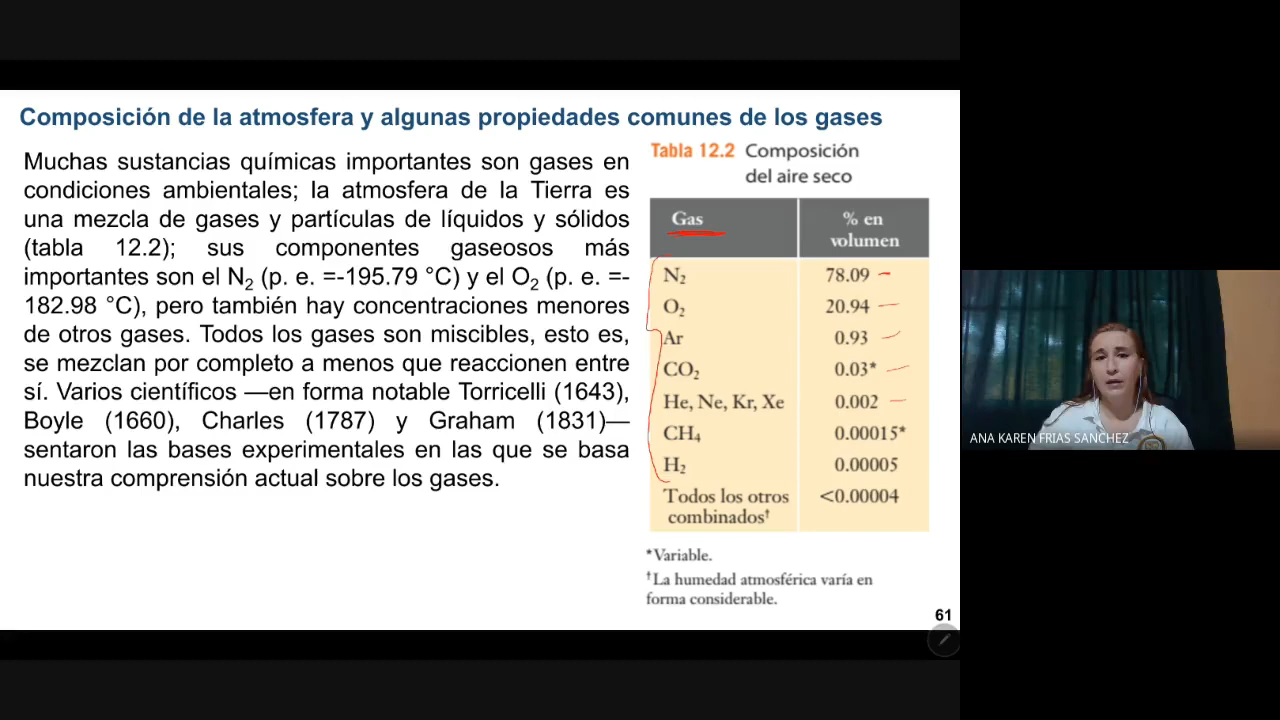 Composición de la atmosfera y algunas propiedades comunes de los gases
Muchas sustancias químicas importantes son gases en
condiciones ambientales; la atmosfera de la Tierra es
una mezcla de gases y partículas de líquidos y sólidos
(tabla 12.2); sus componentes gaseosos más
importantes son el N₂ (p. e. =-195.79 °C) y el O₂ (p. e. =-
182.98 °C), pero también hay concentraciones menores
de otros gases. Todos los gases son miscibles, esto es,
se mezclan por completo a menos que reaccionen entre
sí. Varios científicos —en forma notable Torricelli (1643),
Boyle (1660), Charles (1787) y Graham (1831)—
sentaron las bases experimentales en las que se basa
nuestra comprensión actual sobre los gases.
Tabla 12.2 Composición
del aire seco
Gas % en
volumen
N₂ 78.09
O₂ 20.94
Ar 0.93
CO₂ 0.03*
He, Ne, Kr, Xe 0.002
CH₄ 0.00015*
H₂ 0.00005
Todos los otros <0.00004
combinados†
*Variable.
†La humedad atmosférica varía en
forma considerable.
61
ANA KAREN FRIAS SANCHEZ